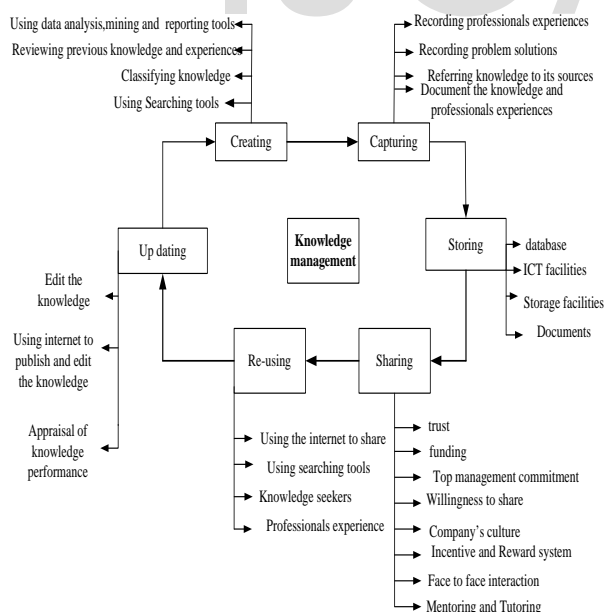 Using data analysis,mining and reporting tools
Reviewing previous knowledge and experiences
Classifying knowledge
Using Searching tools
Recording professionals experiences
Recording problem solutions
Referring knowledge to its sources
Document the knowledge and
professionals experiences
Creating
Capturing
Up dating
Knowledge
management
Storing
database
ICT facilities
Storage facilities
Documents
Edit the
knowledge
Using internet to
publish and edit
the knowledge
Appraisal of
knowledge
performance
Re-using
Sharing
Using the internet to share
Using searching tools
Knowledge seekers
Professionals experience
trust
funding
Top management commitment
Willingness to share
Company's culture
Incentive and Reward system
Face to face interaction
Mentoring and Tutoring